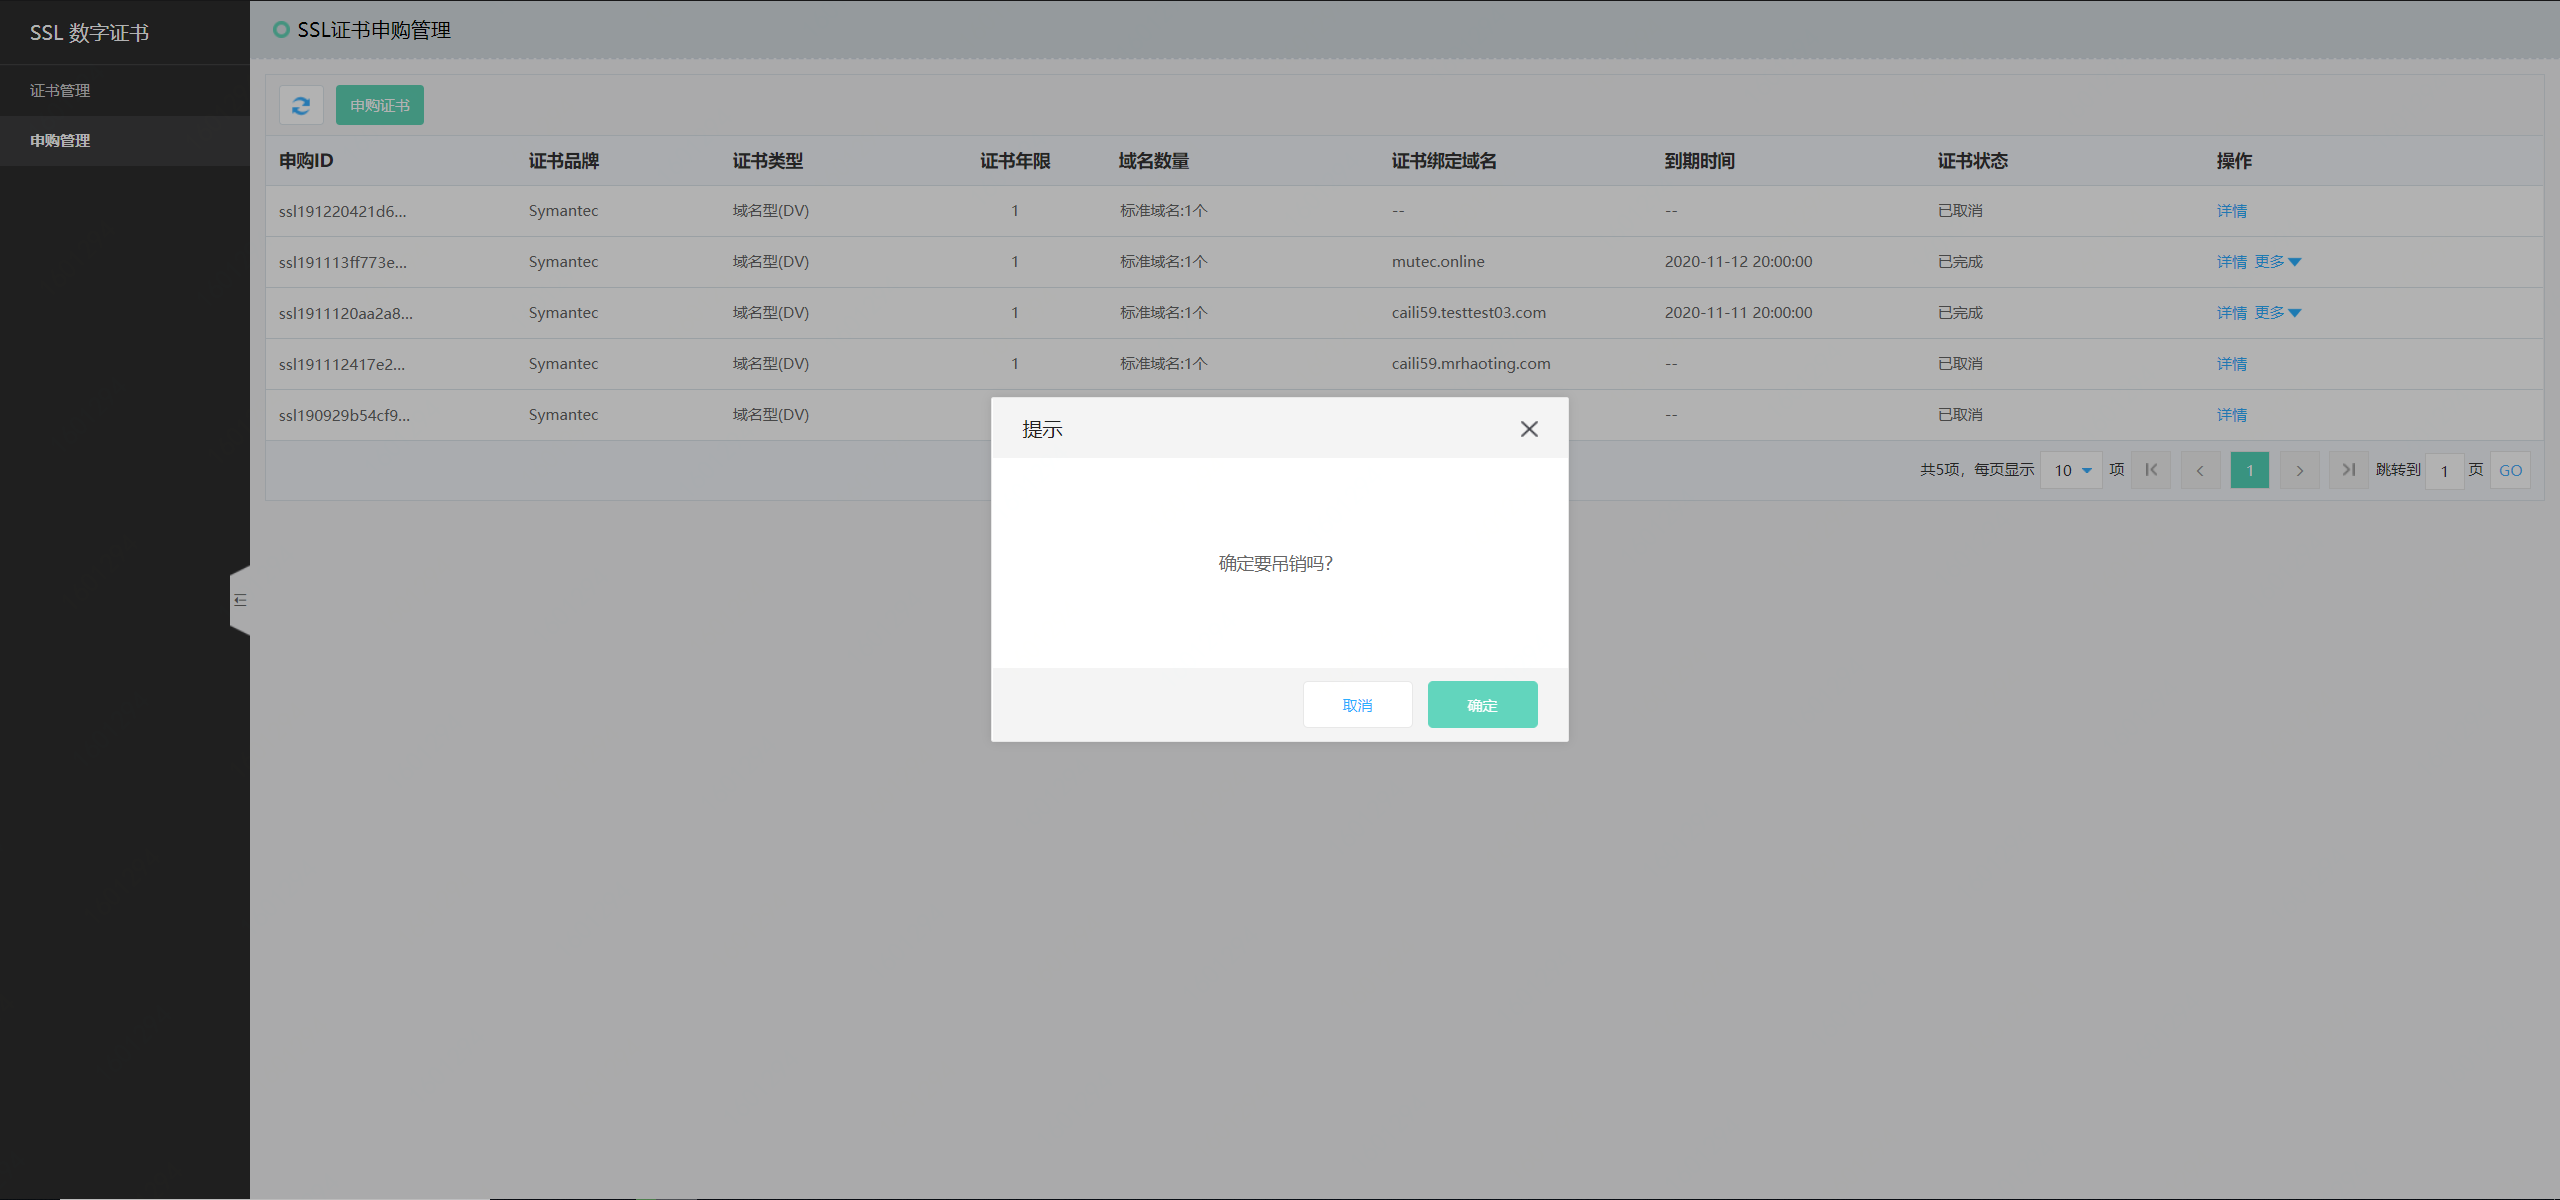 SSL 数字证书
证书管理
申购管理
SSL证书申购管理
申购证书
申购ID 证书品牌 证书类型 证书年限 域名数量 证书绑定域名 到期时间 证书状态 操作
ssl191220421d6... Symantec 域名型(DV) 1 标准域名:1个 -- -- 已取消 详情
ssl191113ff773e... Symantec 域名型(DV) 1 标准域名:1个 mutec.online 2020-11-12 20:00:00 已完成 详情 更多
ssl1911120aa2a8... Symantec 域名型(DV) 1 标准域名:1个 caili59.testtest03.com 2020-11-11 20:00:00 已完成 详情 更多
ssl191112417e2... Symantec 域名型(DV) 1 标准域名:1个 caili59.mrhaoting.com -- 已取消 详情
ssl190929b54cf9... Symantec 域名型(DV) -- 已取消 详情
共5项，每页显示 10 项 1 跳转到 1 页 GO
提示
确定要吊销吗？
取消 确定